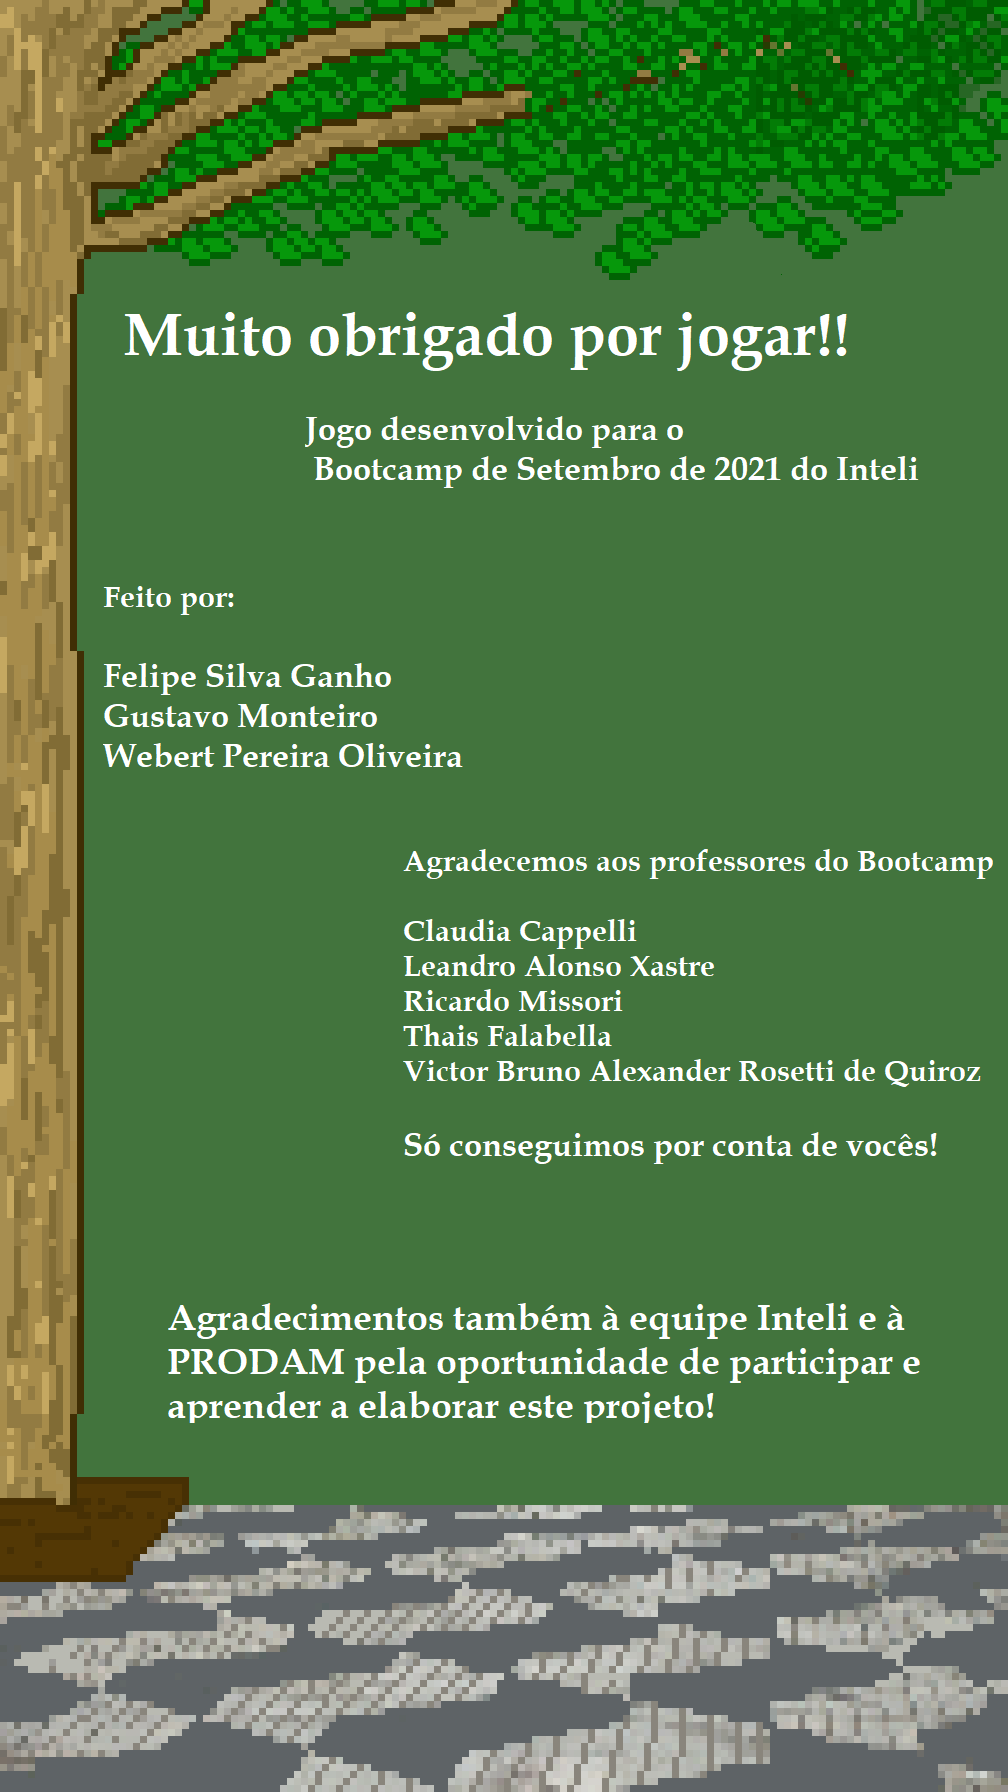 Muito obrigado por jogar!!
Jogo desenvolvido para o
Bootcamp de Setembro de 2021 do Inteli
Feito por:
Felipe Silva Ganho
Gustavo Monteiro
Webert Pereira Oliveira
Agradecemos aos professores do Bootcamp
Claudia Cappelli
Leandro Alonso Xastre
Ricardo Missori
Thais Falabella
Victor Bruno Alexander Rosetti de Quiroz
Só conseguimos por conta de vocês!
Agradecimentos também à equipe Inteli e à
PRODAM pela oportunidade de participar e
aprender a elaborar este projeto!